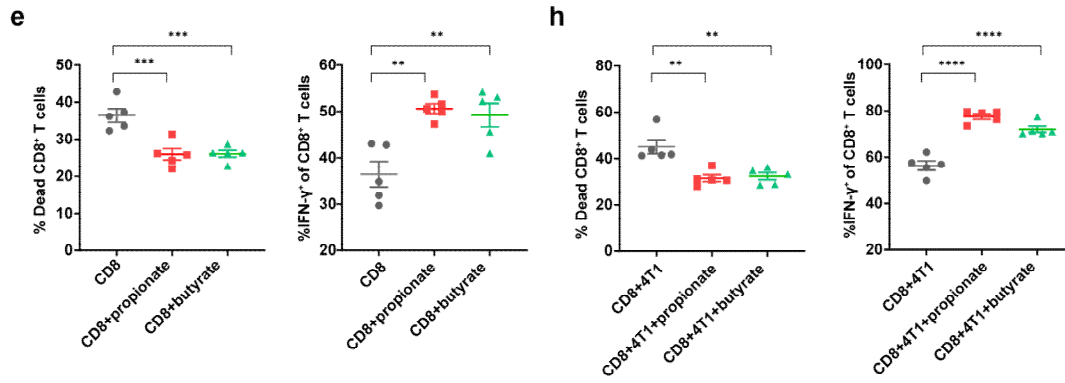 e
***
***
% Dead CD8⁺ T cells
50
40
30
20
10
0
CD8
CD8+propionate
CD8+butyrate
**
**
%IFN-γ⁺ of CD8⁺ T cells
60
50
40
30
20
CD8
CD8+propionate
CD8+butyrate
h
**
**
% Dead CD8⁺ T cells
80
60
40
20
0
CD8+4T1
CD8+4T1+propionate
CD8+4T1+butyrate
****
****
%IFN-γ⁺ of CD8⁺ T cells
100
80
60
40
20
CD8+4T1
CD8+4T1+propionate
CD8+4T1+butyrate